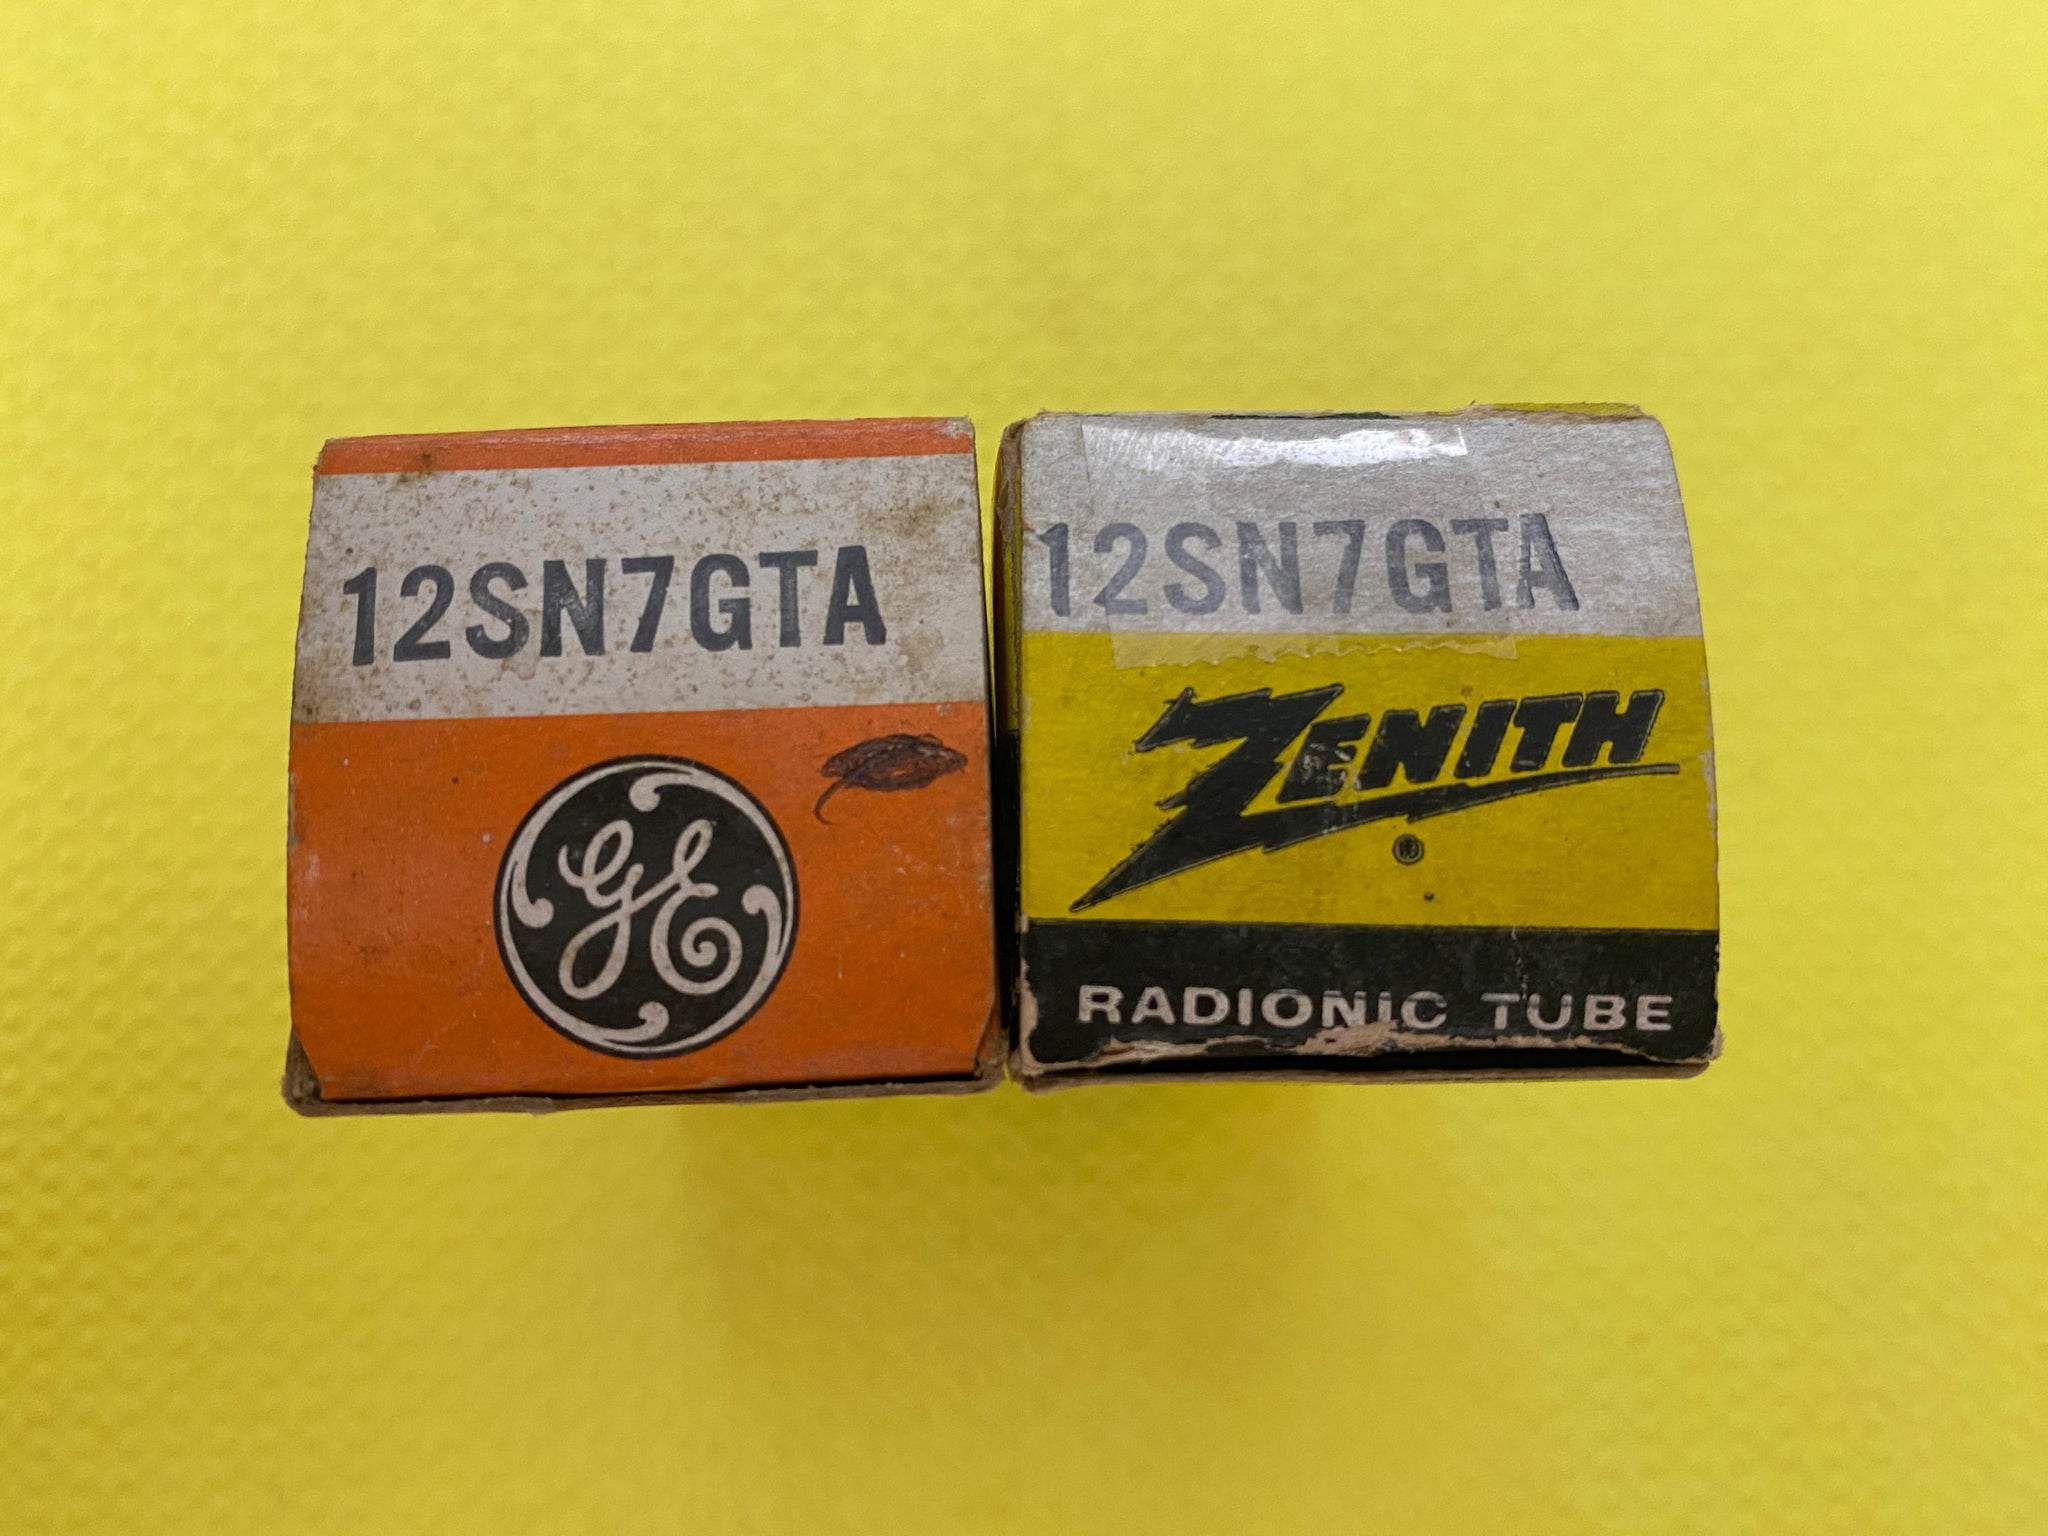 12SN7GTA
GE
12SN7GTA
ZENITH
®
RADIONIC TUBE